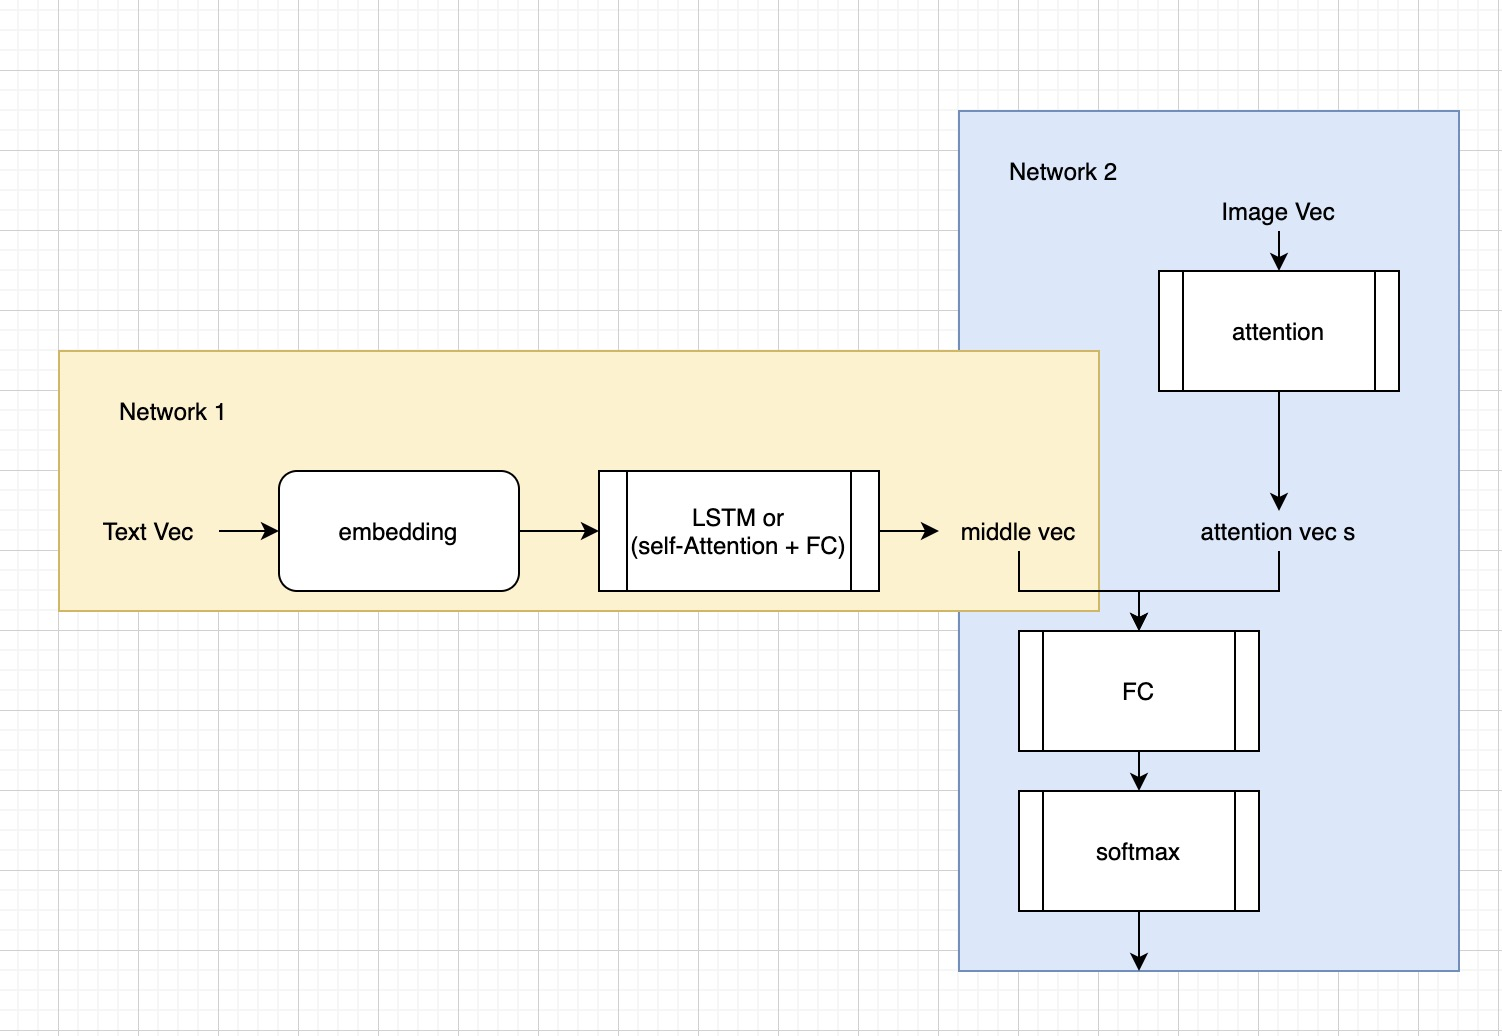 Network 2
Image Vec
attention
Network 1
Text Vec
embedding
LSTM or
(self-Attention + FC)
middle vec
attention vec s
FC
softmax